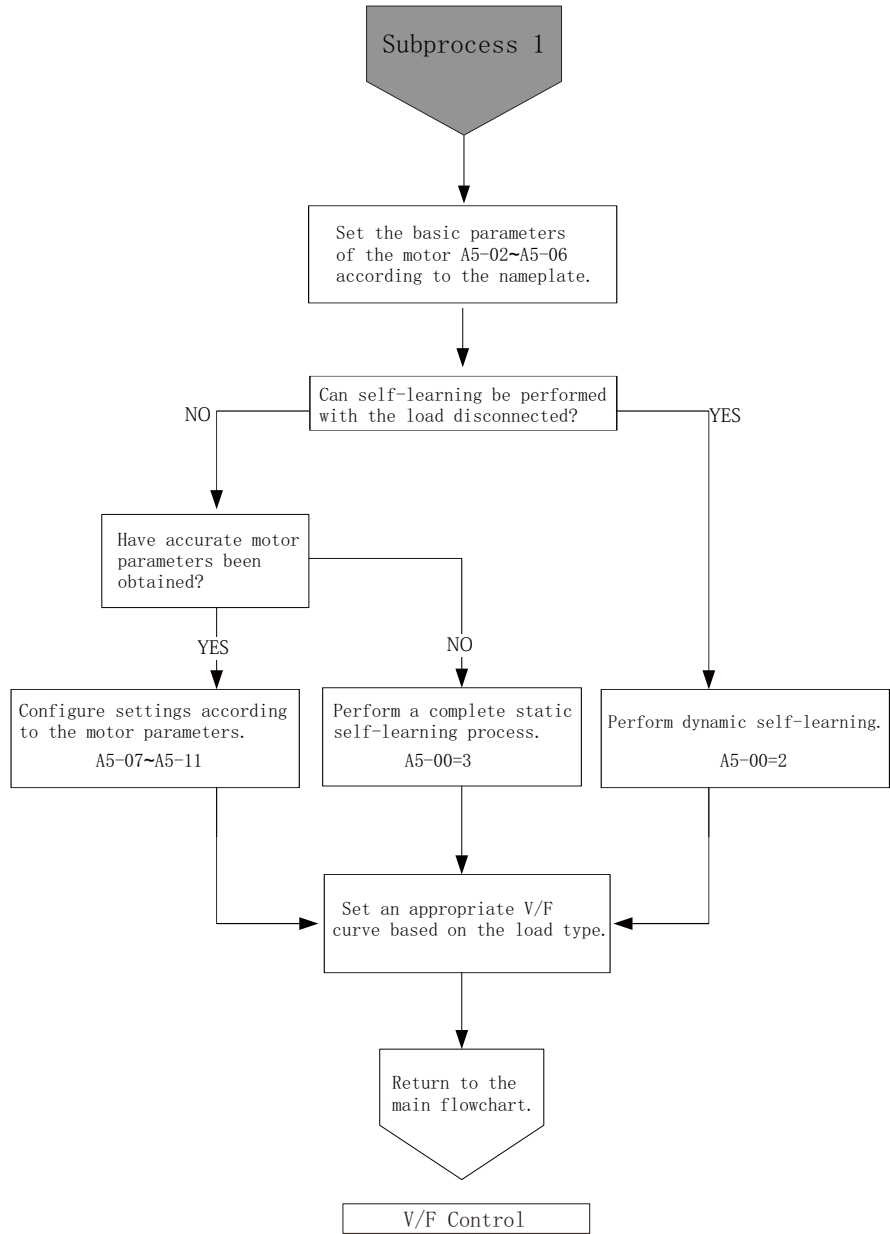 Subprocess 1
Set the basic parameters
of the motor A5-02~A5-06
according to the nameplate.
Can self-learning be performed
with the load disconnected?
NO
YES
Have accurate motor
parameters been
obtained?
YES
NO
Configure settings according
to the motor parameters.
A5-07~A5-11
Perform a complete static
self-learning process.
A5-00=3
Perform dynamic self-learning.
A5-00=2
Set an appropriate V/F
curve based on the load type.
Return to the
main flowchart.
V/F Control